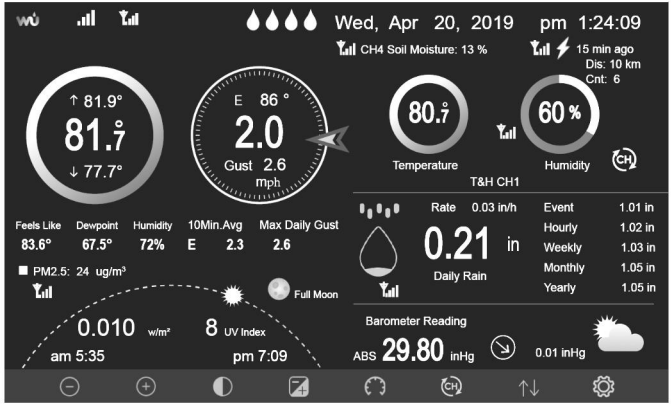 wu Wed, Apr 20, 2019 pm 1:24:09
CH4 Soil Moisture: 13 %
15 min ago
Dis: 10 km
Cnt: 6
↑ 81.9°
81.7°
↓ 77.7°
E 86 °
2.0
Gust 2.6
mph
80.7°
60 %
Temperature
Humidity
CH
T&H CH1
Feels Like Dewpoint Humidity 10Min.Avg Max Daily Gust
83.6° 67.5° 72% E 2.3 2.6
PM2.5: 24 ug/m³
Full Moon
0.010 w/m² 8 UV Index
am 5:35 pm 7:09
Rate 0.03 in/h
0.21 in
Daily Rain
Event 1.01 in
Hourly 1.02 in
Weekly 1.03 in
Monthly 1.05 in
Yearly 1.05 in
Barometer Reading
ABS 29.80 inHg 0.01 inHg
CH